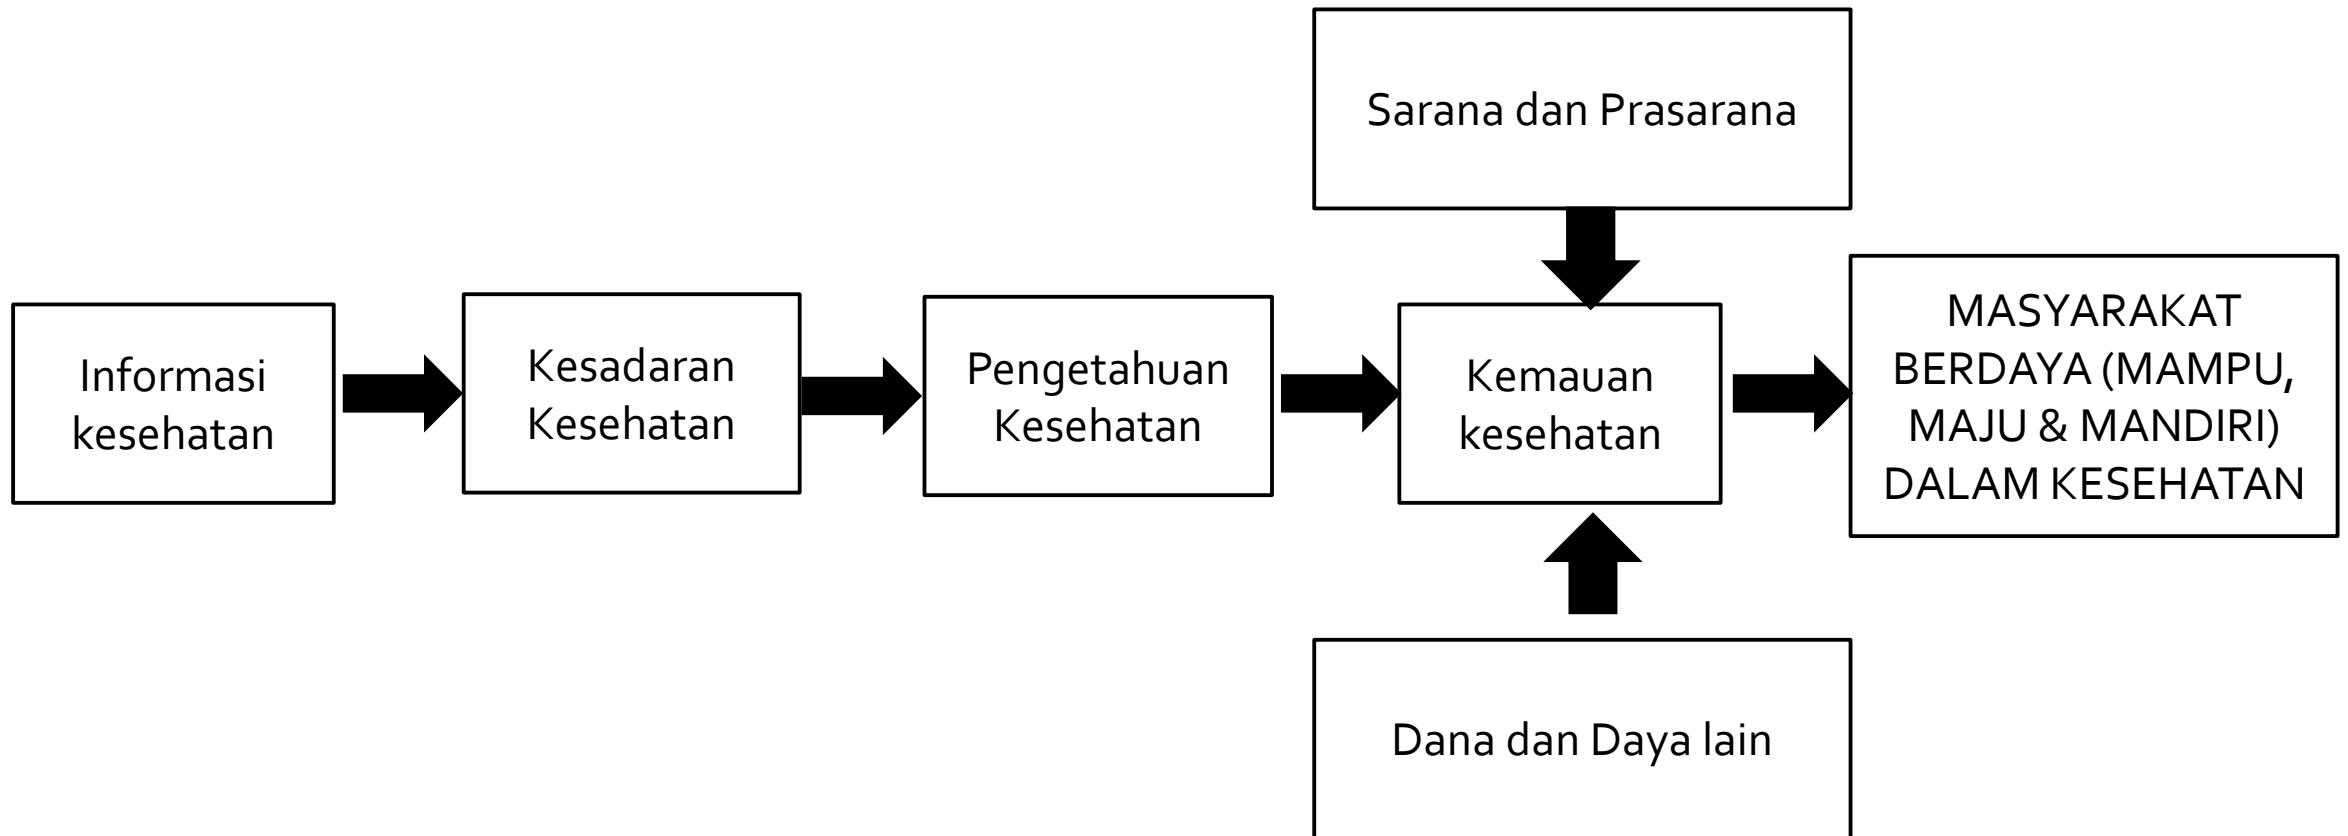 Sarana dan Prasarana
Informasi
kesehatan
Kesadaran
Kesehatan
Pengetahuan
Kesehatan
Kemauan
kesehatan
MASYARAKAT
BERDAYA (MAMPU,
MAJU & MANDIRI)
DALAM KESEHATAN
Dana dan Daya lain